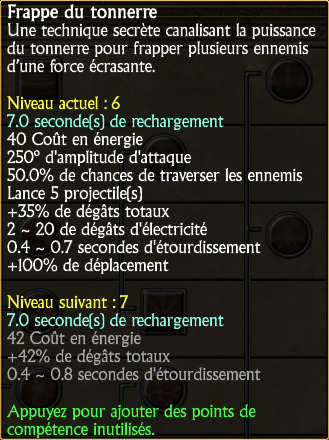 Frappe du tonnerre
Une technique secrète canalisant la puissance
du tonnerre pour frapper plusieurs ennemis
d'une force écrasante.
Niveau actuel : 6
7.0 seconde(s) de rechargement
40 Coût en énergie
250° d'amplitude d'attaque
50.0% de chances de traverser les ennemis
Lance 5 projectile(s)
+35% de dégâts totaux
2 ~ 20 de dégâts d'électricité
0.4 ~ 0.7 secondes d'étourdissement
+100% de déplacement
Niveau suivant : 7
7.0 seconde(s) de rechargement
42 Coût en énergie
+42% de dégâts totaux
0.4 ~ 0.8 secondes d'étourdissement
Appuyez pour ajouter des points de
compétence inutilisés.